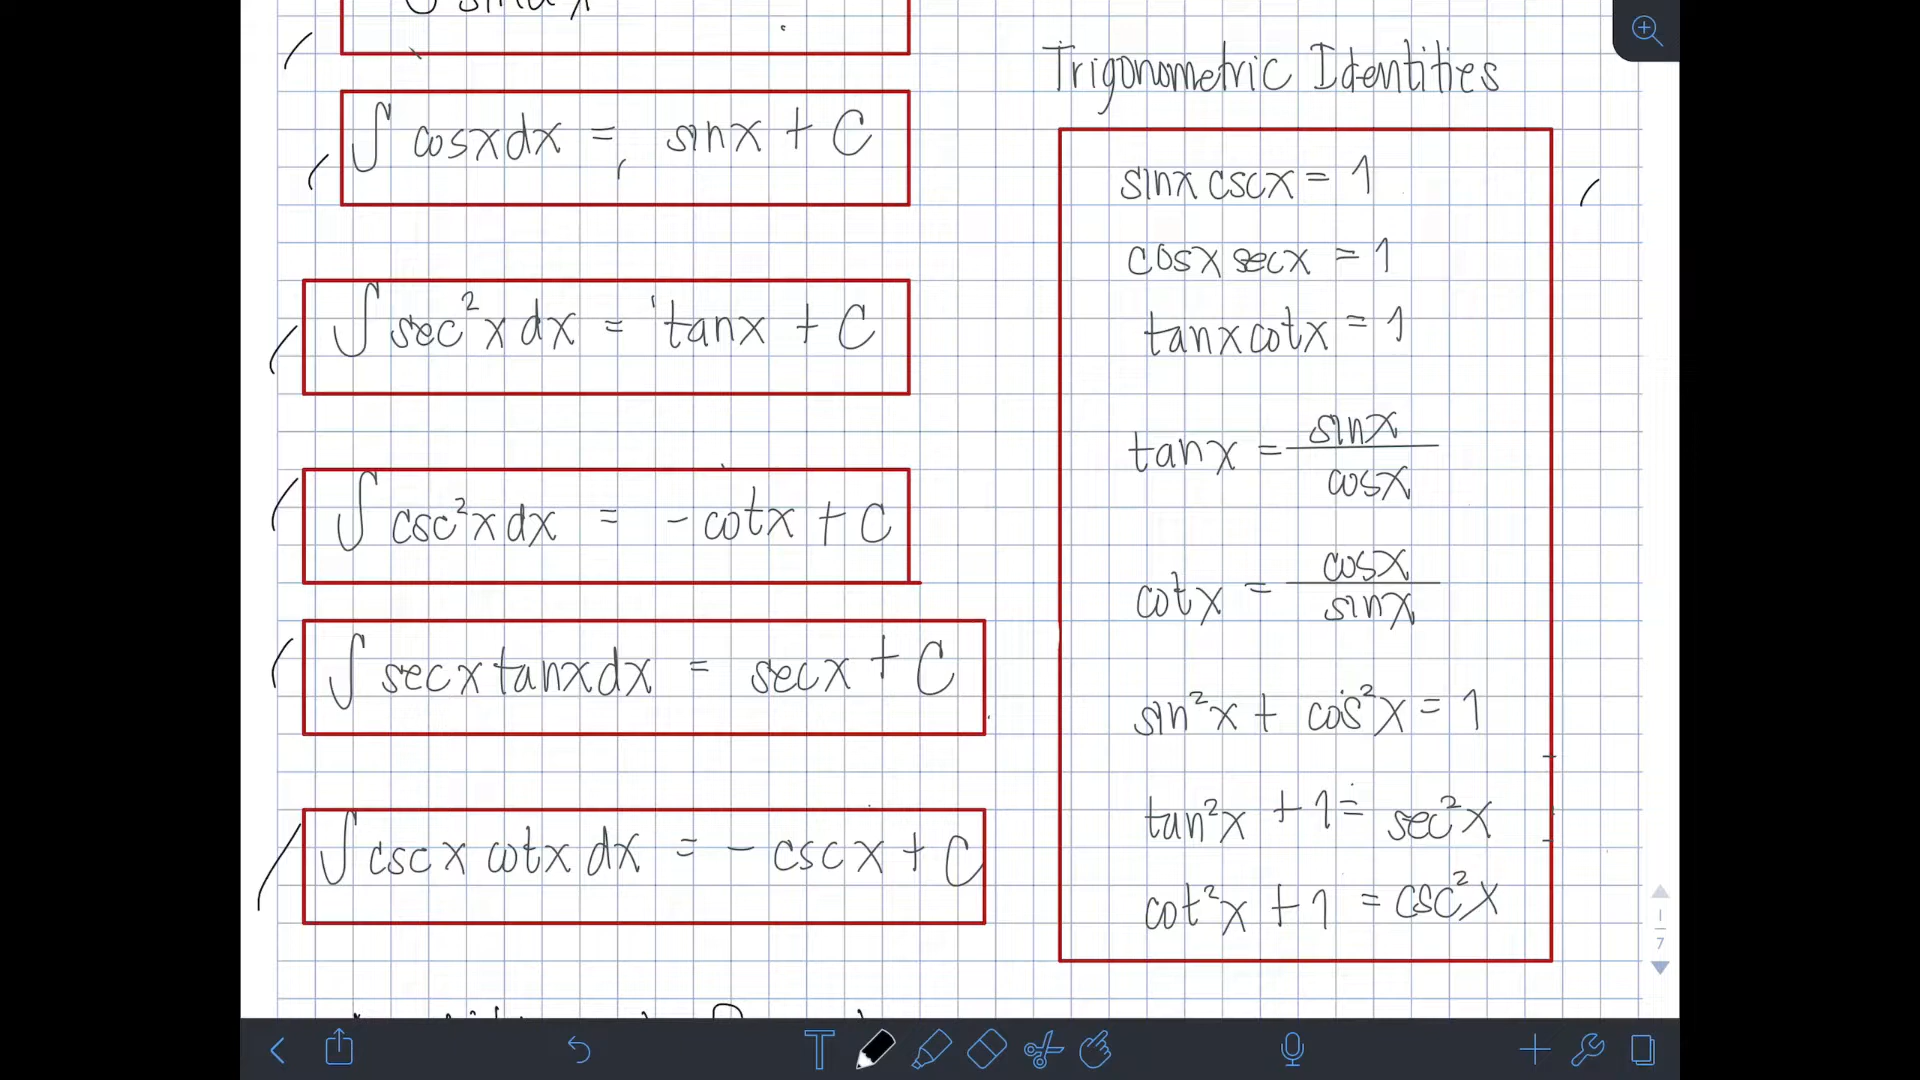 ∫ cosx dx = sinx + C
∫ sec²x dx = tanx + C
∫ csc²x dx = - cotx + C
∫ secx tanx dx = secx + C
∫ cscx cotx dx = - cscx + C
Trigonometric Identities
sinx cscx = 1
cosx secx = 1
tanx cotx = 1
tanx = sinx
cosx
cotx = cosx
sinx
sin²x + cos²x = 1
tan²x + 1 = sec²x
cot²x + 1 = csc²x
1
7